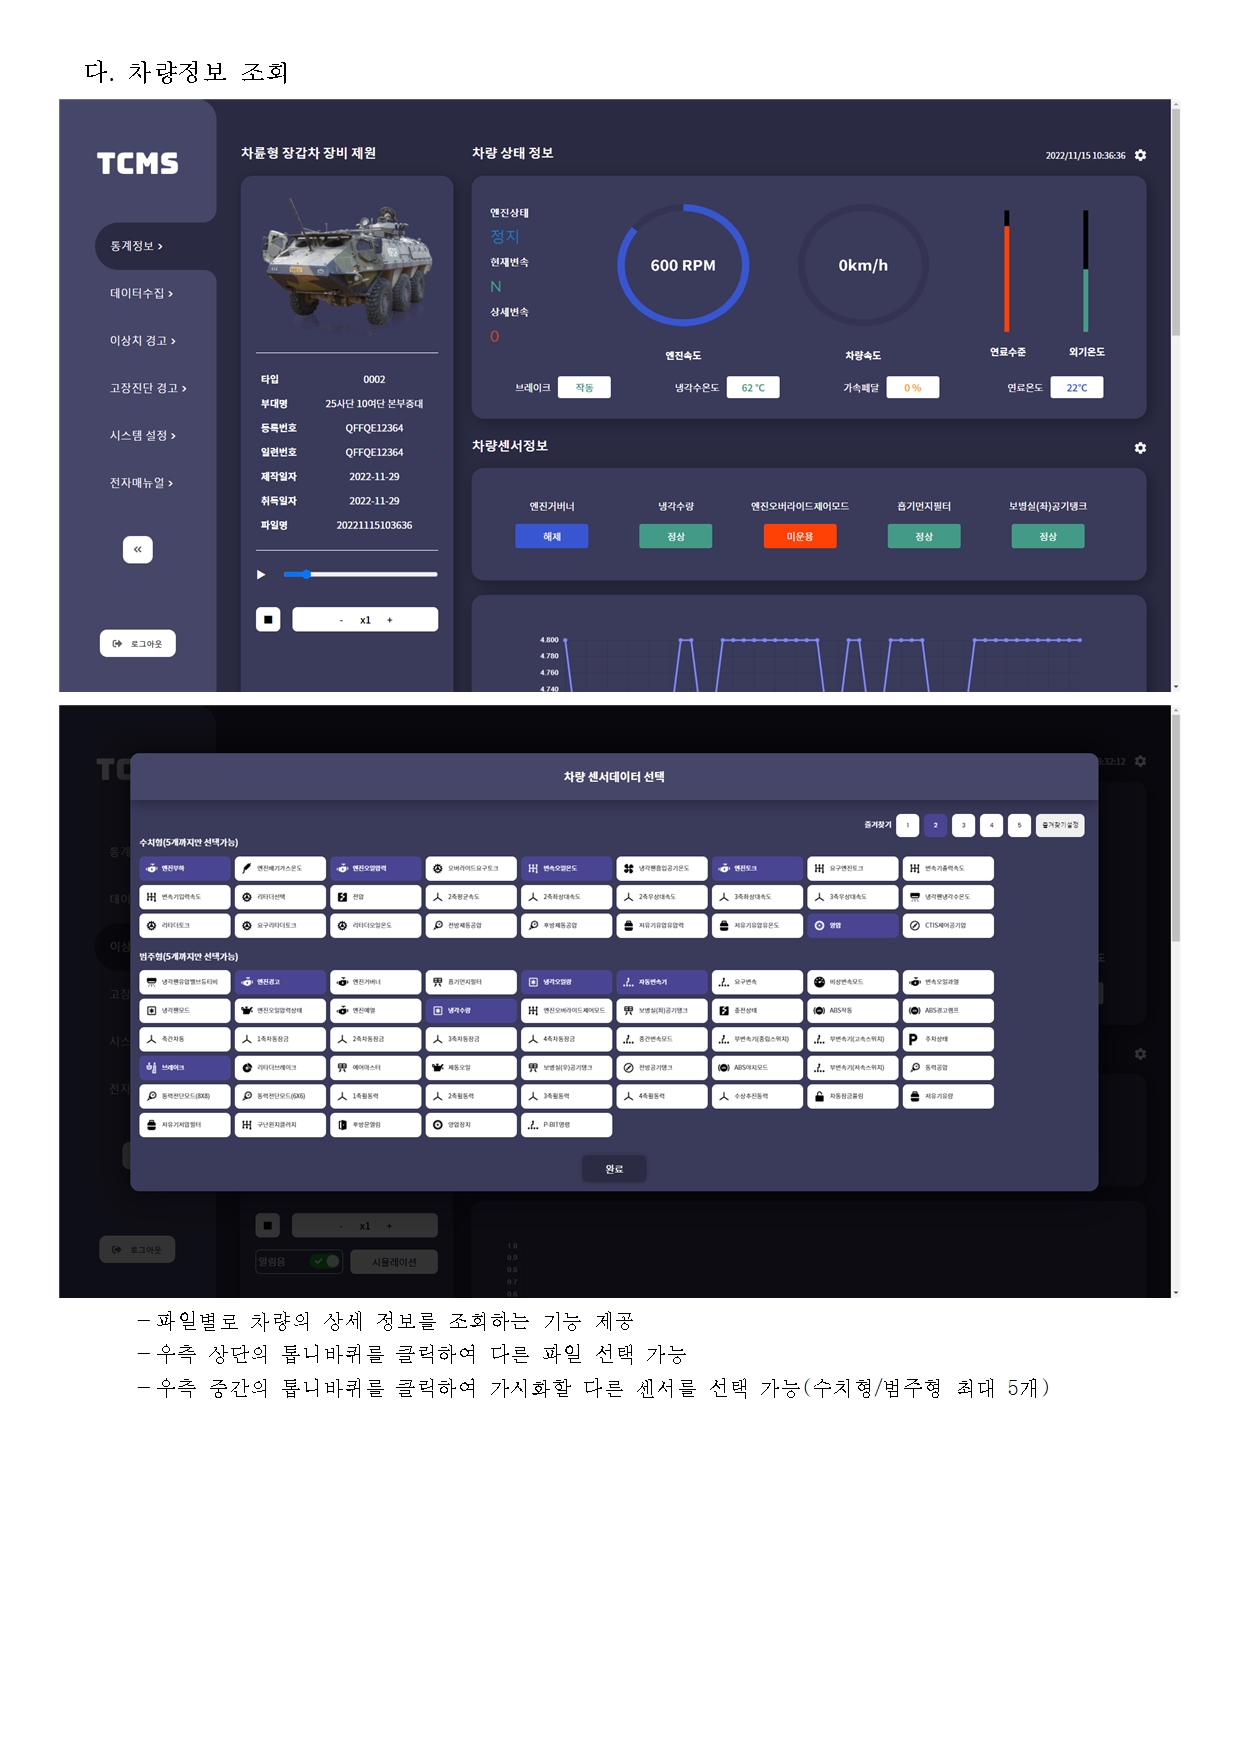 다. 차량정보 조회
TCMS
통계정보 >
데이터수집 >
이상치 경고 >
고장진단 경고 >
시스템 설정 >
전자매뉴얼 >
«
로그아웃
차륜형 장갑차 장비 제원
타입 0002
부대명 25사단 10여단 본부중대
등록번호 QFFQE12364
일련번호 QFFQE12364
제작일자 2022-11-29
취득일자 2022-11-29
파일명 20221115103636
- x1 +
차량 상태 정보
2022/11/15 10:36:36
엔진상태
정지
현재변속
N
상세변속
0
600 RPM
엔진속도
0km/h
차량속도
연료수준
외기온도
브레이크 작동
냉각수온도 62 ℃
가속페달 0 %
연료온도 22℃
차량센서정보
엔진거버너 냉각수량 엔진오버라이드제어모드 흡기먼지필터 보병실(좌)공기탱크
해제 정상 미운용 정상 정상
4.800
4.780
4.760
4.740
차량 센서데이터 선택
즐겨찾기 1 2 3 4 5 즐겨찾기설정
수치형(5개까지만 선택가능)
엔진부하 엔진배기가스온도 엔진오일압력 오버라이드요구토크 변속오일온도 냉각팬흡입공기온도 엔진토크 요구엔진토크 변속기출력속도
변속기입력속도 리타더선택 전압 2축평균속도 2축좌상대속도 2축우상대속도 3축좌상대속도 3축우상대속도 냉각팬냉각수온도
리타더토크 요구리타더토크 리타더오일온도 전방제동공압 후방제동공압 저유기유압유압력 저유기유압유온도 양압 CTIS제어공기압
범주형(5개까지만 선택가능)
냉각팬유압밸브듀티비 엔진경고 엔진거버너 흡기먼지필터 냉각오일량 자동변속기 요구변속 비상변속모드 변속오일과열
냉각팬모드 엔진오일압력상태 엔진예열 냉각수량 엔진오버라이드제어모드 보병실(좌)공기탱크 충전상태 ABS작동 ABS경고램프
축간차동 1축차동잠금 2축차동잠금 3축차동잠금 4축차동잠금 중간변속모드 부변속기(중립스위치) 부변속기(고속스위치) 주차상태
브레이크 리타더브레이크 에어마스터 제동오일 보병실(우)공기탱크 전방공기탱크 ABS야지모드 부변속기(저속스위치) 동력공압
동력전단모드(8X8) 동력전단모드(6X6) 1축륜동력 2축륜동력 3축륜동력 4축륜동력 수상추진동력 차동잠금풀림 저유기유량
저유기저압필터 구난윈치클러치 후방문열림 양압장치 P-BIT명령
완료
- x1 +
알림음 시뮬레이션
로그아웃
1.0
0.9
0.8
0.7
-파일별로 차량의 상세 정보를 조회하는 기능 제공
-우측 상단의 톱니바퀴를 클릭하여 다른 파일 선택 가능
-우측 중간의 톱니바퀴를 클릭하여 가시화할 다른 센서를 선택 가능(수치형/범주형 최대 5개)